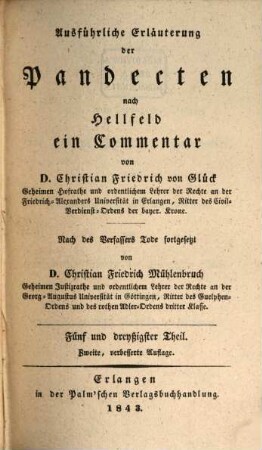 Ausführliche Erläuterung
der
Pandecten
nach
Hellfeld
ein Commentar
von
D. Christian Friedrich von Glück
Geheimen Hofrathe und ordentlichem Lehrer der Rechte an der
Friedrich-Alexanders Universität in Erlangen, Ritter des Civil-
Verdienst-Ordens der bayer. Krone.
Nach des Verfassers Tode fortgesetzt
von
D. Christian Friedrich Mühlenbruch
Geheimen Justizrathe und ordentlichem Lehrer der Rechte an der
Georg-Augustus Universität in Göttingen, Ritter des Guelphen-
Ordens und des rothen Adler-Ordens dritter Klasse.
Fünf und dreyßigster Theil.
Zweite, verbesserte Auflage.
Erlangen
in der Palm'schen Verlagsbuchhandlung.
1843.